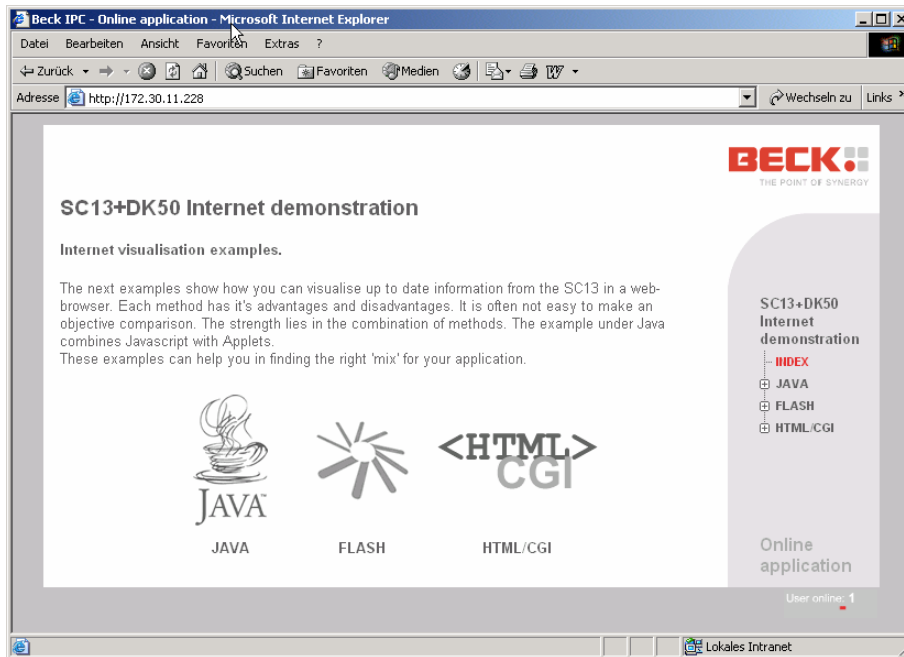 Beck IPC - Online application - Microsoft Internet Explorer
Datei Bearbeiten Ansicht Favoriten Extras ?
Zurück Suchen Favoriten Medien
Adresse http://172.30.11.228 Wechseln zu Links »
BECK
THE POINT OF SYNERGY
SC13+DK50 Internet demonstration
Internet visualisation examples.
The next examples show how you can visualise up to date information from the SC13 in a web-
browser. Each method has it's advantages and disadvantages. It is often not easy to make an
objective comparison. The strength lies in the combination of methods. The example under Java
combines Javascript with Applets.
These examples can help you in finding the right 'mix' for your application.
<HTML>
CGI
JAVA™
JAVA FLASH HTML/CGI
SC13+DK50
Internet
demonstration
INDEX
JAVA
FLASH
HTML/CGI
Online
application
User online: 1
Lokales Intranet